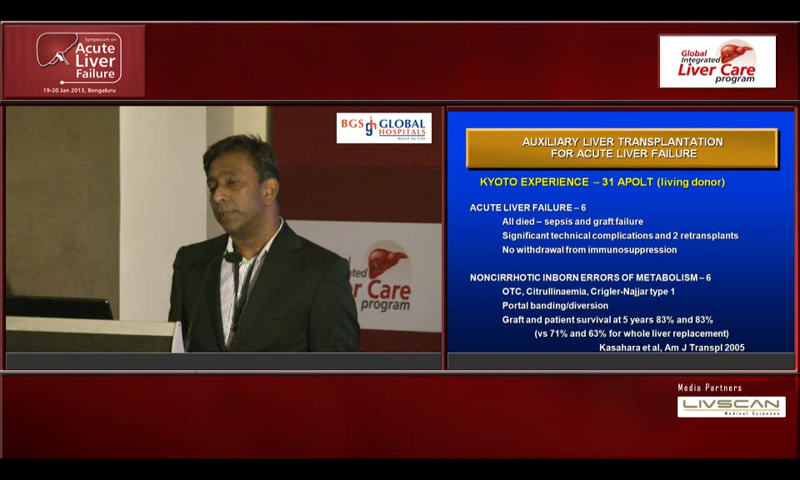 Symposium on
Acute
Liver
Failure
19-20 Jan 2013, Bengaluru
Global
Integrated
Liver Care
program
BGS GLOBAL
HOSPITALS
ted
Care
program
AUXILIARY LIVER TRANSPLANTATION
FOR ACUTE LIVER FAILURE
KYOTO EXPERIENCE – 31 APOLT (living donor)
ACUTE LIVER FAILURE – 6
All died – sepsis and graft failure
Significant technical complications and 2 retransplants
No withdrawal from immunosuppression
NONCIRRHOTIC INBORN ERRORS OF METABOLISM – 6
OTC, Citrullinaemia, Crigler-Najjar type 1
Portal banding/diversion
Graft and patient survival at 5 years 83% and 83%
(vs 71% and 63% for whole liver replacement)
Kasahara et al, Am J Transpl 2005
Media Partners
LIVSCAN
Medical Sciences